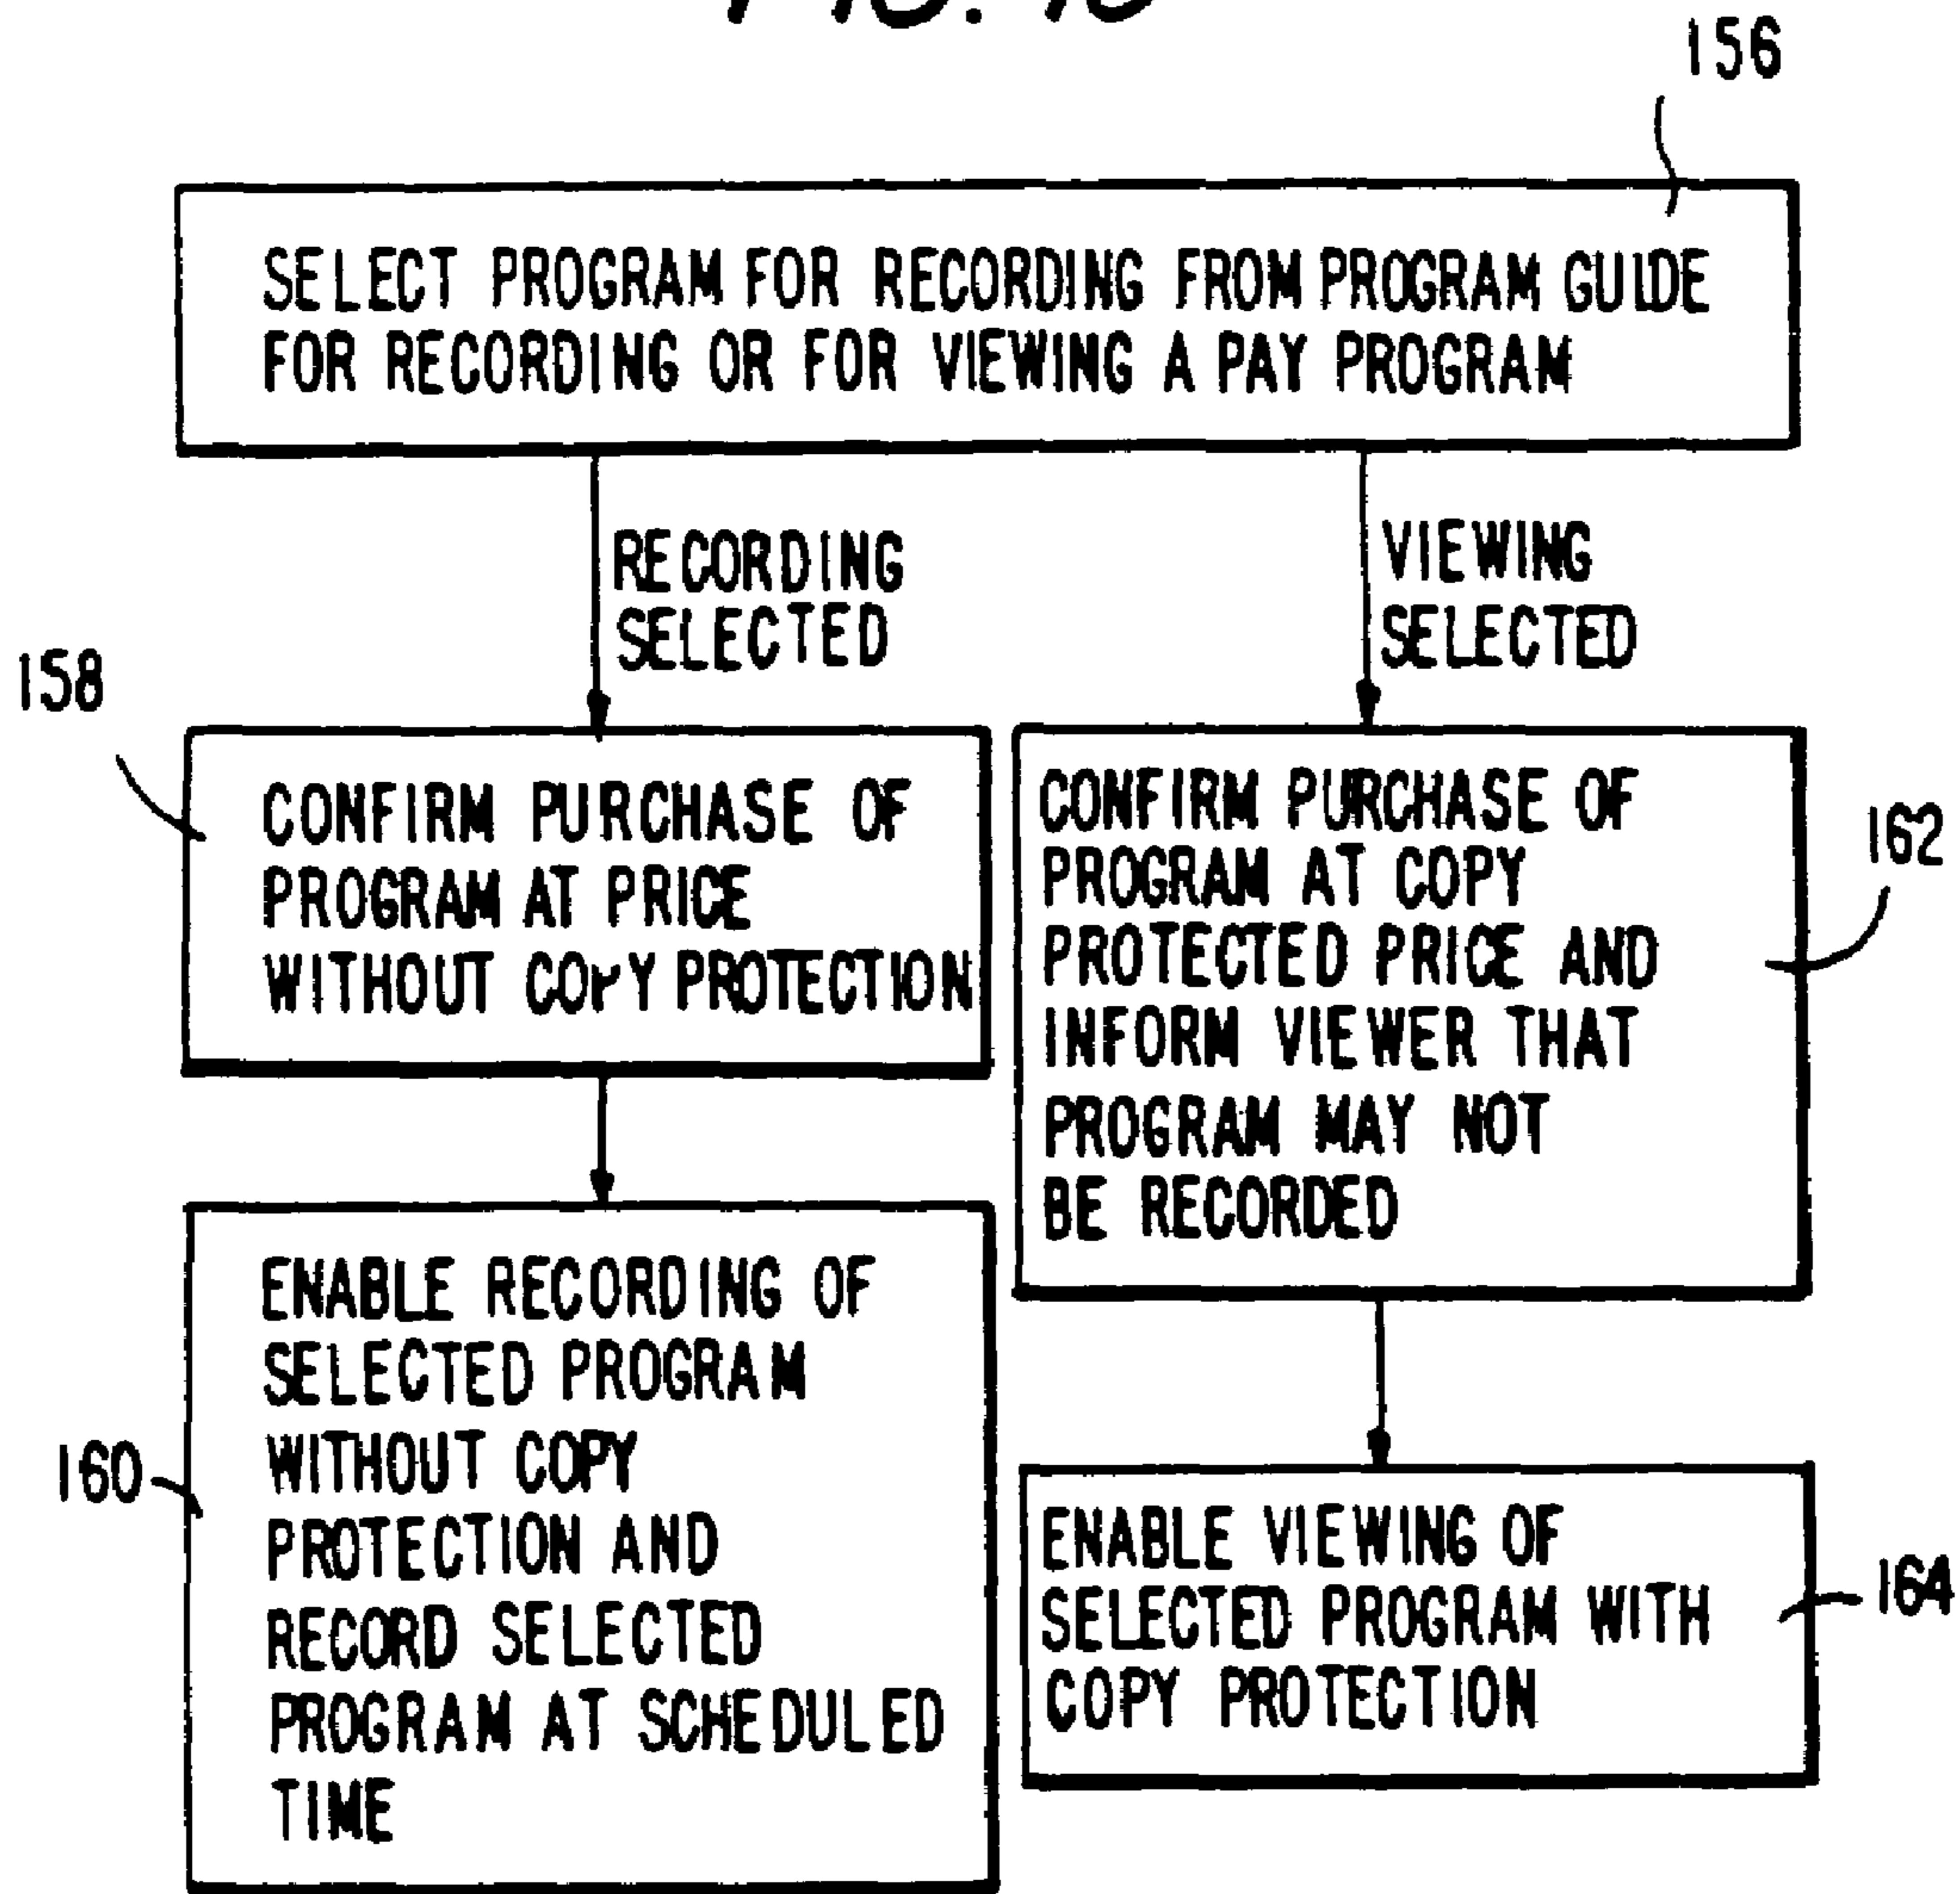 156
SELECT PROGRAM FOR RECORDING FROM PROGRAM GUIDE
FOR RECORDING OR FOR VIEWING A PAY PROGRAM
RECORDING
SELECTED
VIEWING
SELECTED
158
CONFIRM PURCHASE OF
PROGRAM AT PRICE
WITHOUT COPY PROTECTION
CONFIRM PURCHASE OF
PROGRAM AT COPY
PROTECTED PRICE AND
INFORM VIEWER THAT
PROGRAM MAY NOT
BE RECORDED
162
160
ENABLE RECORDING OF
SELECTED PROGRAM
WITHOUT COPY
PROTECTION AND
RECORD SELECTED
PROGRAM AT SCHEDULED
TIME
ENABLE VIEWING OF
SELECTED PROGRAM WITH
COPY PROTECTION
164